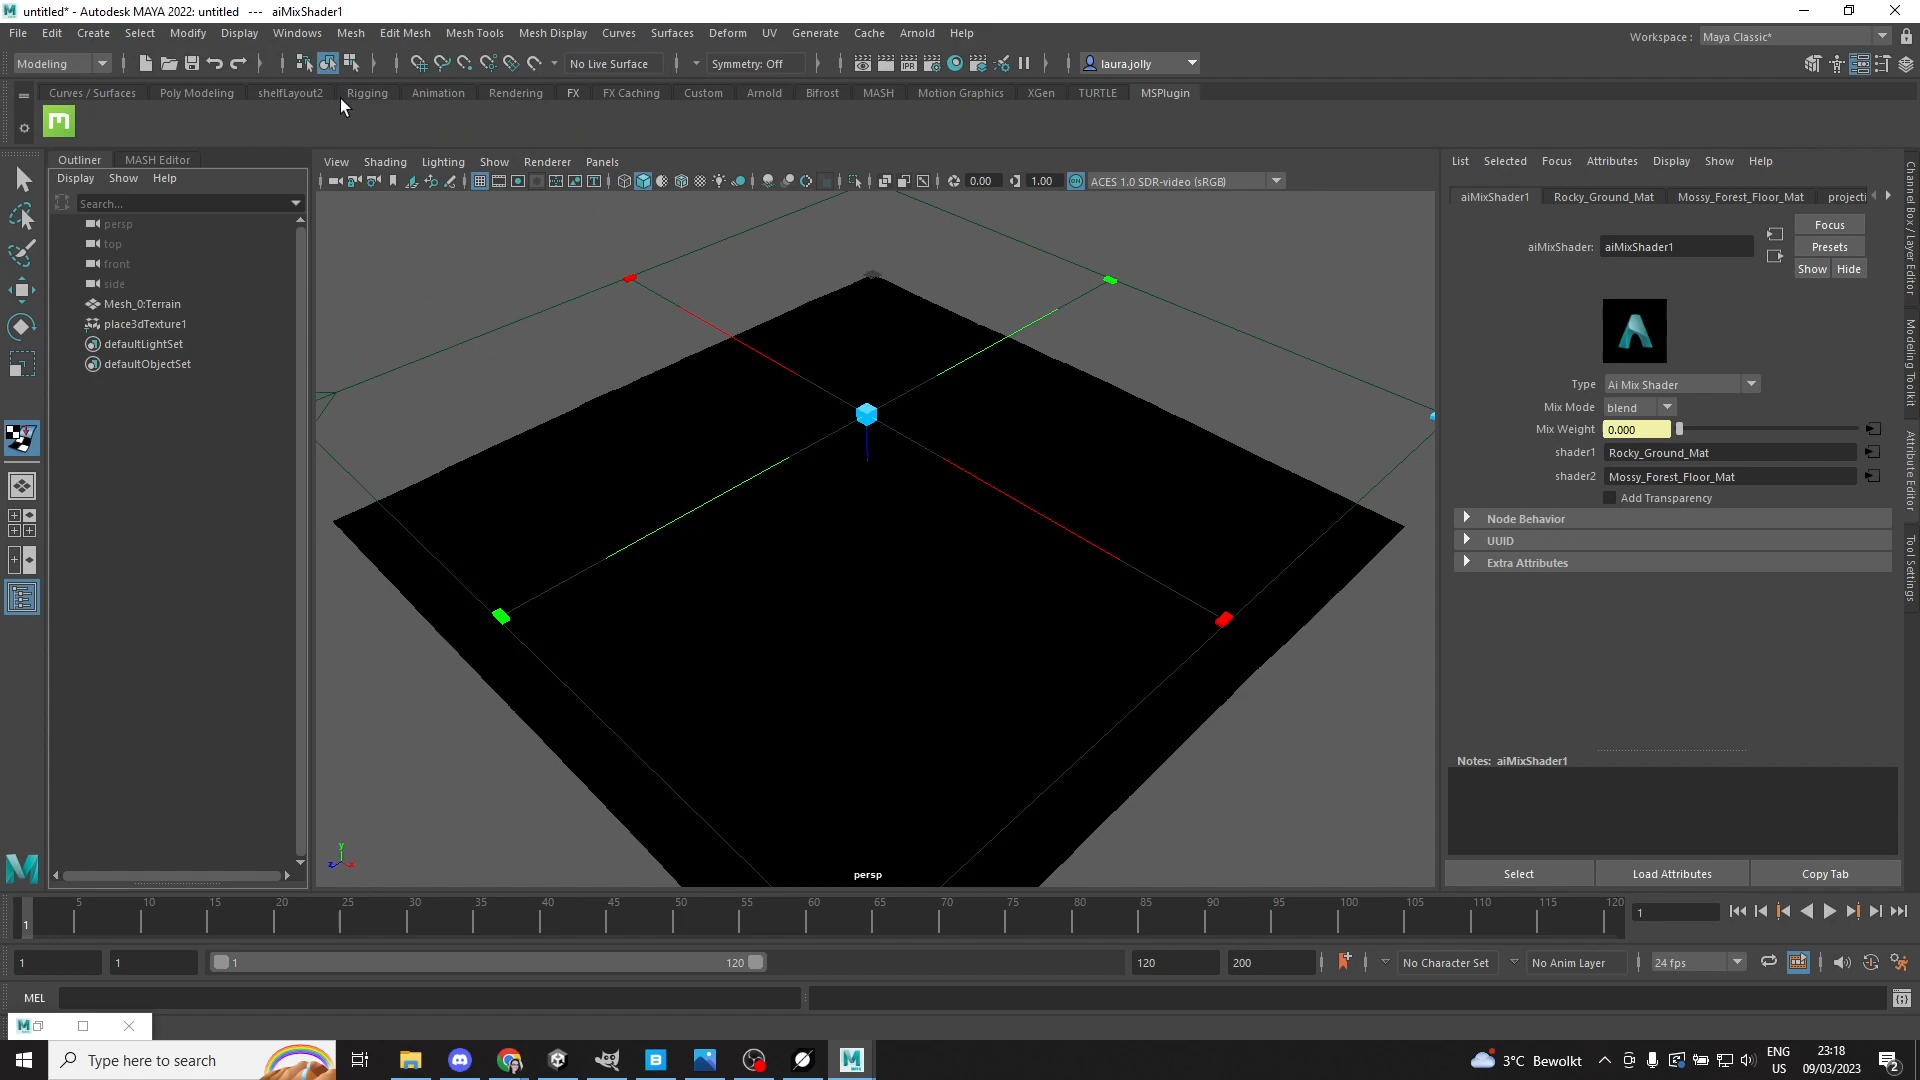 untitled* - Autodesk MAYA 2022: untitled --- aiMixShader1
File Edit Create Select Modify Display Windows Mesh Edit Mesh Mesh Tools Mesh Display Curves Surfaces Deform UV Generate Cache Arnold Help
Workspace : Maya Classic*
Modeling No Live Surface Symmetry: Off laura.jolly
Curves / Surfaces Poly Modeling shelfLayout2 Rigging Animation Rendering FX FX Caching Custom Arnold Bifrost MASH Motion Graphics XGen TURTLE MSPlugin
Outliner MASH Editor
Display Show Help
Search...
persp
top
front
side
Mesh_0:Terrain
place3dTexture1
defaultLightSet
defaultObjectSet
View Shading Lighting Show Renderer Panels
0.00 1.00 ACES 1.0 SDR-video (sRGB)
persp
y
z x
List Selected Focus Attributes Display Show Help
aiMixShader1 Rocky_Ground_Mat Mossy_Forest_Floor_Mat projecti
aiMixShader: aiMixShader1
Focus
Presets
Show Hide
Type Ai Mix Shader
Mix Mode blend
Mix Weight 0.000
shader1 Rocky_Ground_Mat
shader2 Mossy_Forest_Floor_Mat
Add Transparency
Node Behavior
UUID
Extra Attributes
Notes: aiMixShader1
Select Load Attributes Copy Tab
Channel Box / Layer Editor
Modeling Toolkit
Attribute Editor
Tool Settings
5 10 15 20 25 30 35 40 45 50 55 60 65 70 75 80 85 90 95 100 105 110 115 120
1
1
1 1 1 120 120 200 No Character Set No Anim Layer 24 fps
MEL
Type here to search
3°C Bewolkt
ENG
US
23:18
09/03/2023
2